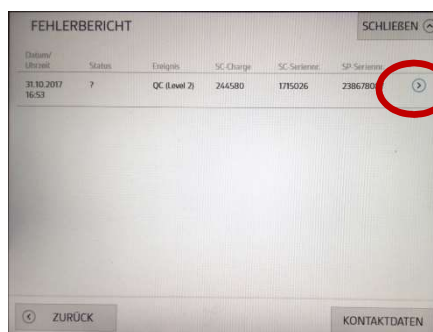 FEHLERBERICHT
SCHLIEßEN
Datum/
Uhrzeit Status Ereignis SC-Charge SC-Seriennr. SP-Seriennr.
31.10.2017 ? QC (Level 2) 244580 1715026
16:53
ZURÜCK
KONTAKTDATEN